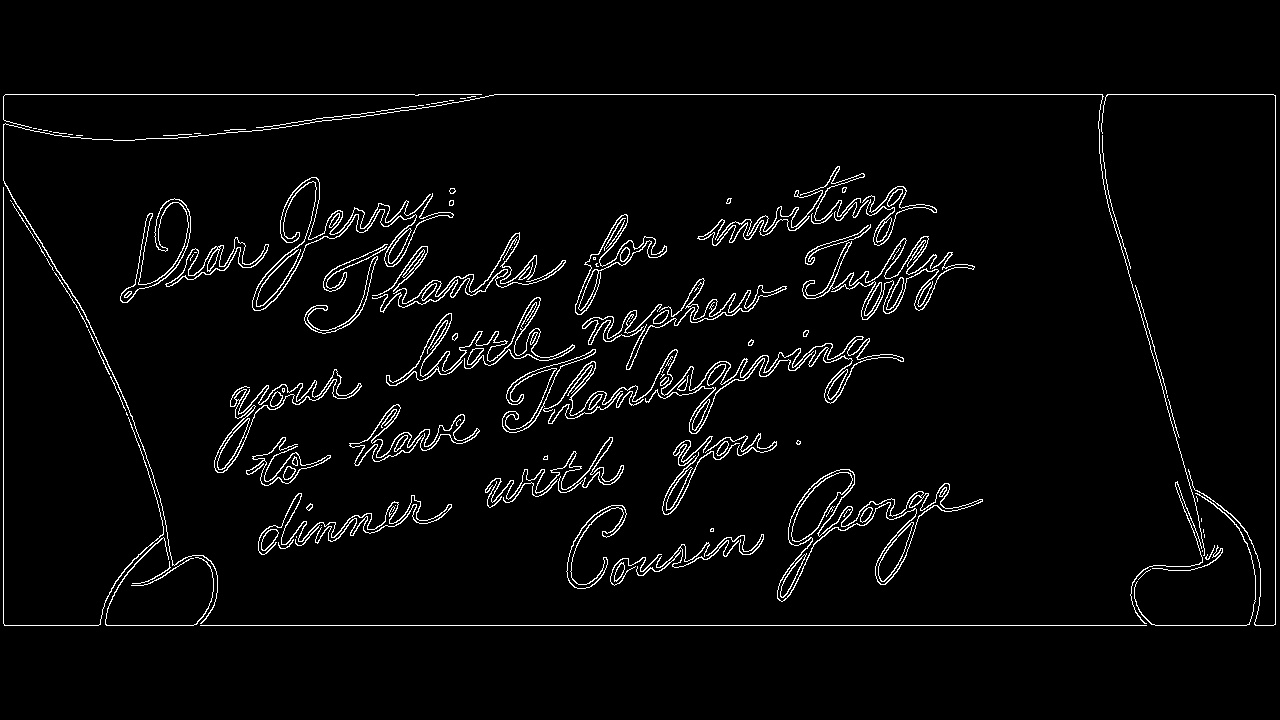 Dear Jerry:
Thanks for inviting
your little nephew Tuffy
to have Thanksgiving
dinner with you.
Cousin George